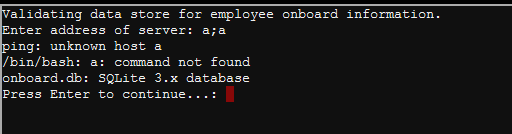 Validating data store for employee onboard information.
Enter address of server: a;a
ping: unknown host a
/bin/bash: a: command not found
onboard.db: SQLite 3.x database
Press Enter to continue...: